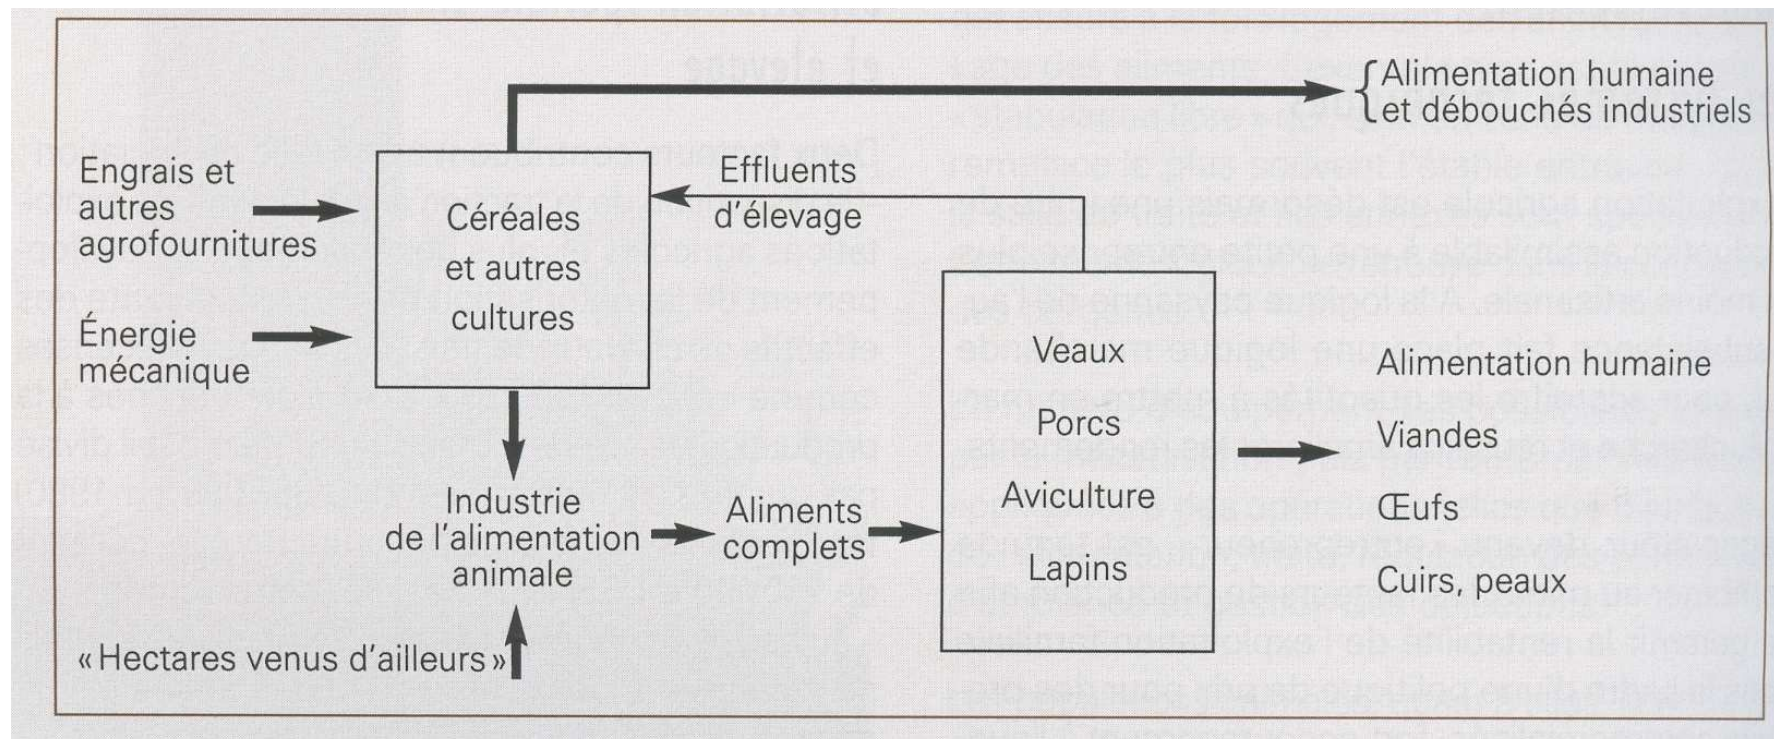 Alimentation humaine
et débouchés industriels
Engrais et
autres
agrofournitures
Énergie
mécanique
Céréales
et autres
cultures
Effluents
d'élevage
Veaux
Porcs
Aviculture
Lapins
Alimentation humaine
Viandes
Œufs
Cuirs, peaux
Industrie
de l'alimentation
animale
Aliments
complets
«Hectares venus d'ailleurs»